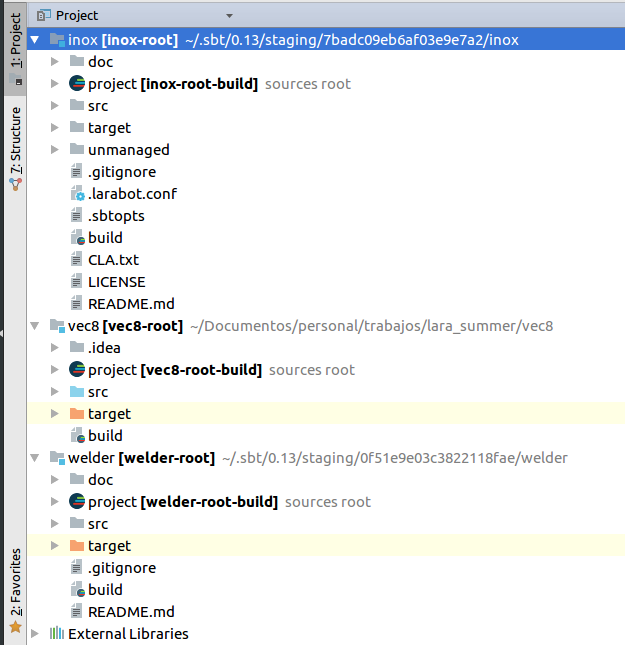 Project
1: Project
7: Structure
2: Favorites
inox [inox-root] ~/.sbt/0.13/staging/7badc09eb6af03e9e7a2/inox
doc
project [inox-root-build] sources root
src
target
unmanaged
.gitignore
.larabot.conf
.sbtopts
build
CLA.txt
LICENSE
README.md
vec8 [vec8-root] ~/Documentos/personal/trabajos/lara_summer/vec8
.idea
project [vec8-root-build] sources root
src
target
build
welder [welder-root] ~/.sbt/0.13/staging/0f51e9e03c3822118fae/welder
doc
project [welder-root-build] sources root
src
target
.gitignore
build
README.md
External Libraries